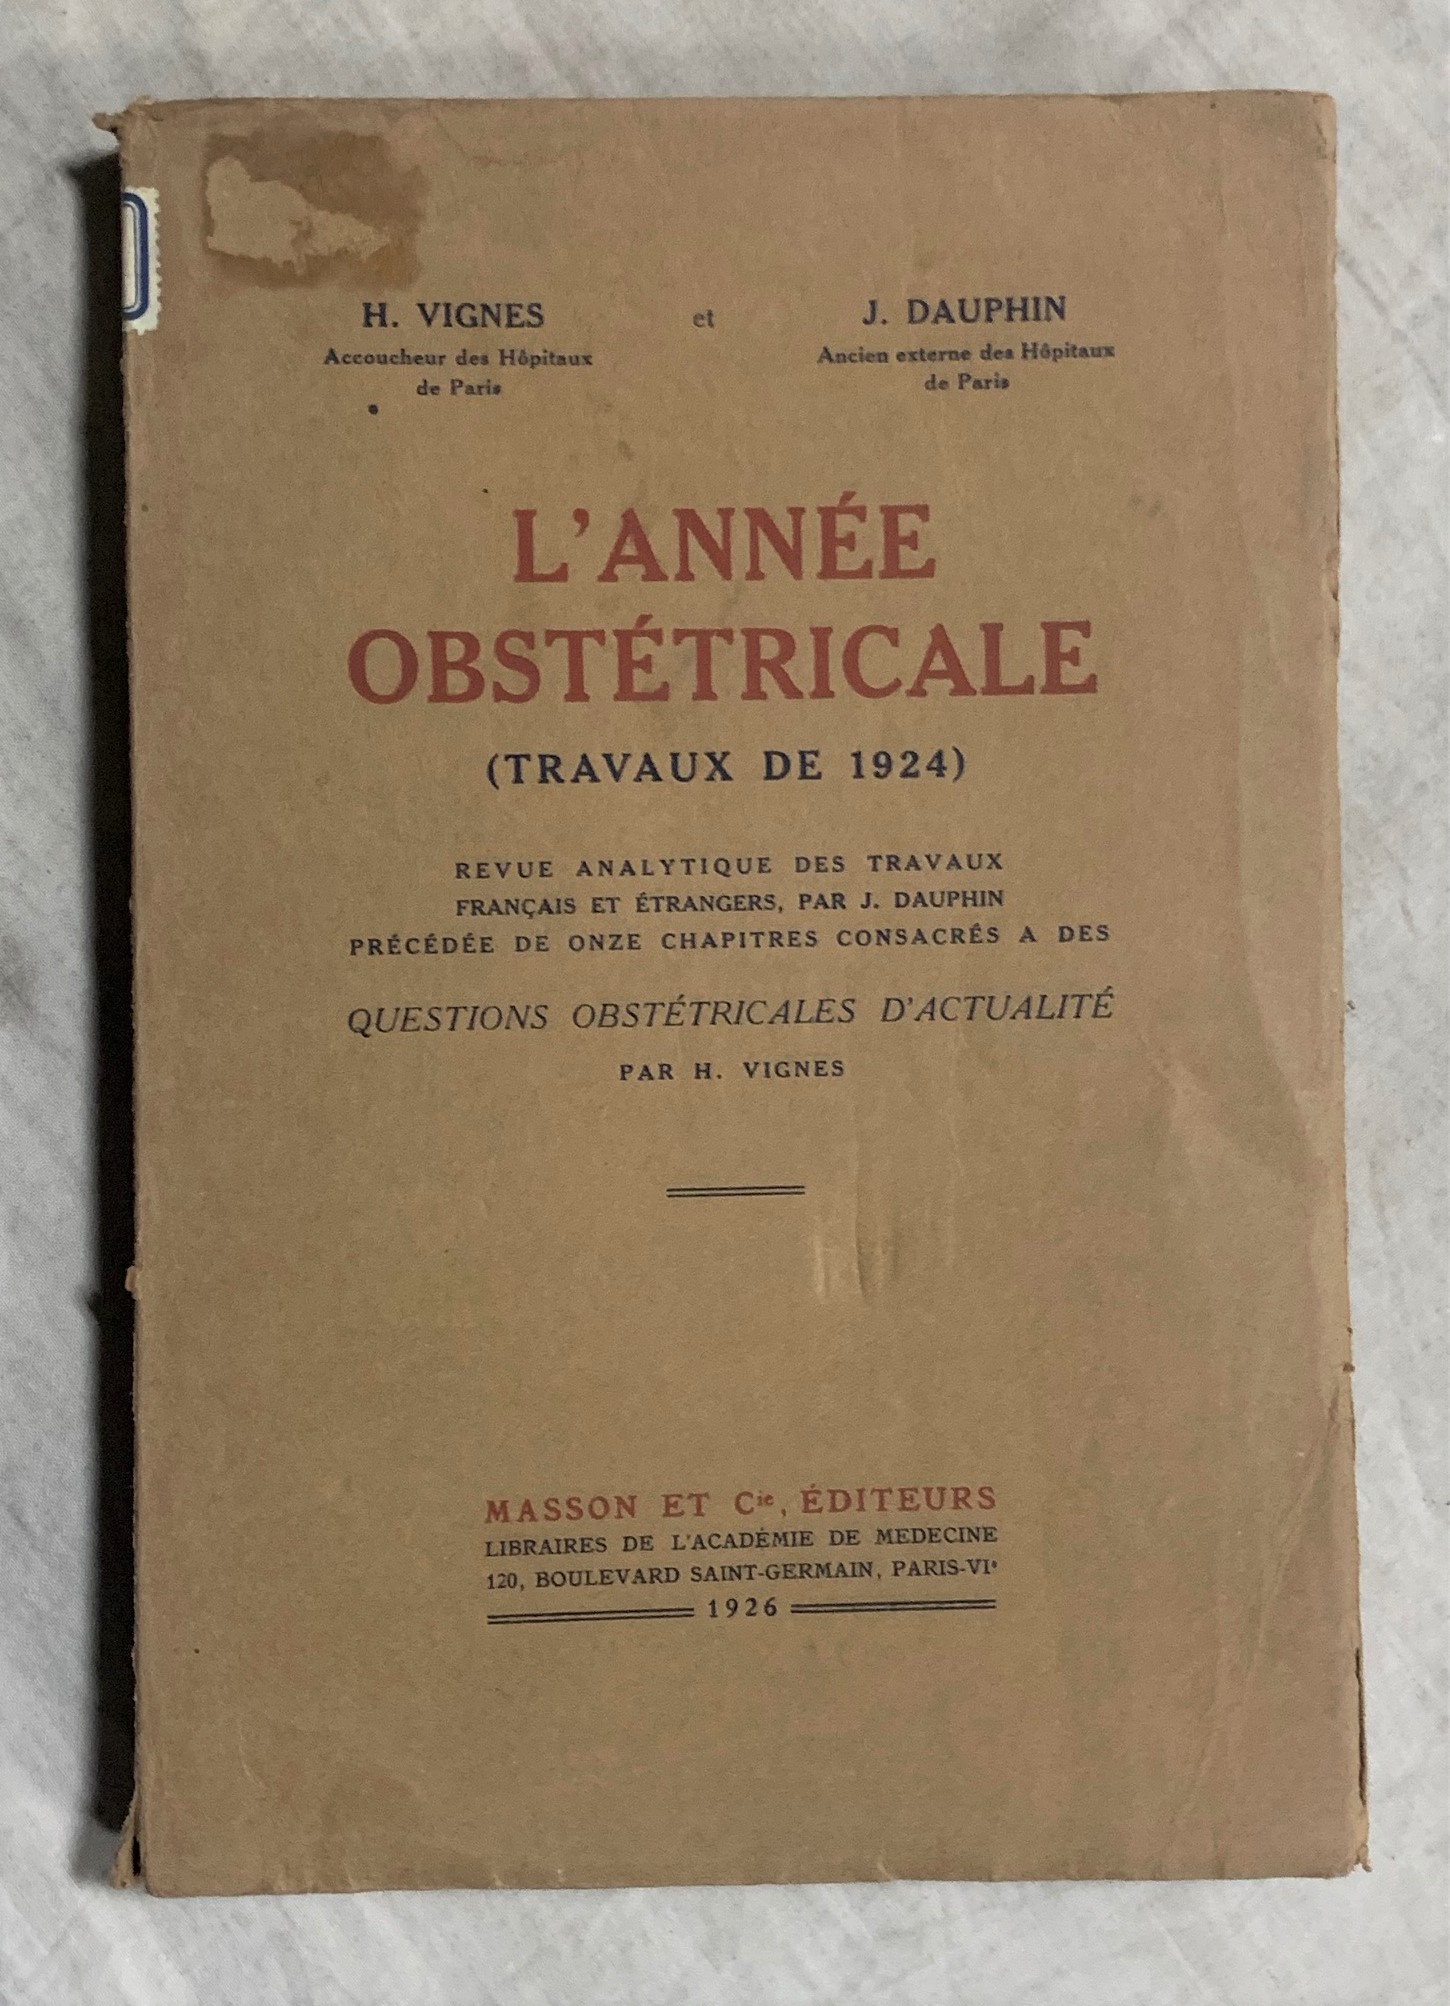 H. VIGNES et J. DAUPHIN
Accoucheur des Hôpitaux
de Paris
Ancien externe des Hôpitaux
de Paris
L'ANNÉE
OBSTÉTRICALE
(TRAVAUX DE 1924)
REVUE ANALYTIQUE DES TRAVAUX
FRANÇAIS ET ÉTRANGERS, PAR J. DAUPHIN
PRÉCÉDÉE DE ONZE CHAPITRES CONSACRÉS A DES
QUESTIONS OBSTÉTRICALES D'ACTUALITÉ
PAR H. VIGNES
MASSON ET Cie, ÉDITEURS
LIBRAIRES DE L'ACADÉMIE DE MEDECINE
120, BOULEVARD SAINT-GERMAIN, PARIS-VIe
1926